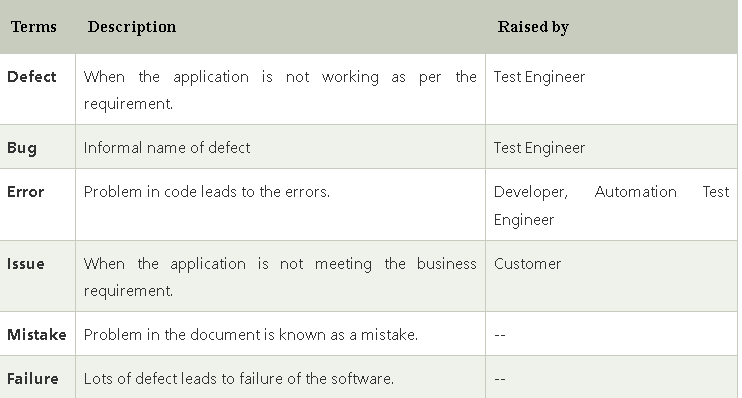 Terms Description Raised by
Defect When the application is not working as per the Test Engineer
requirement.
Bug Informal name of defect Test Engineer
Error Problem in code leads to the errors. Developer, Automation Test
Engineer
Issue When the application is not meeting the business Customer
requirement.
Mistake Problem in the document is known as a mistake. --
Failure Lots of defect leads to failure of the software. --